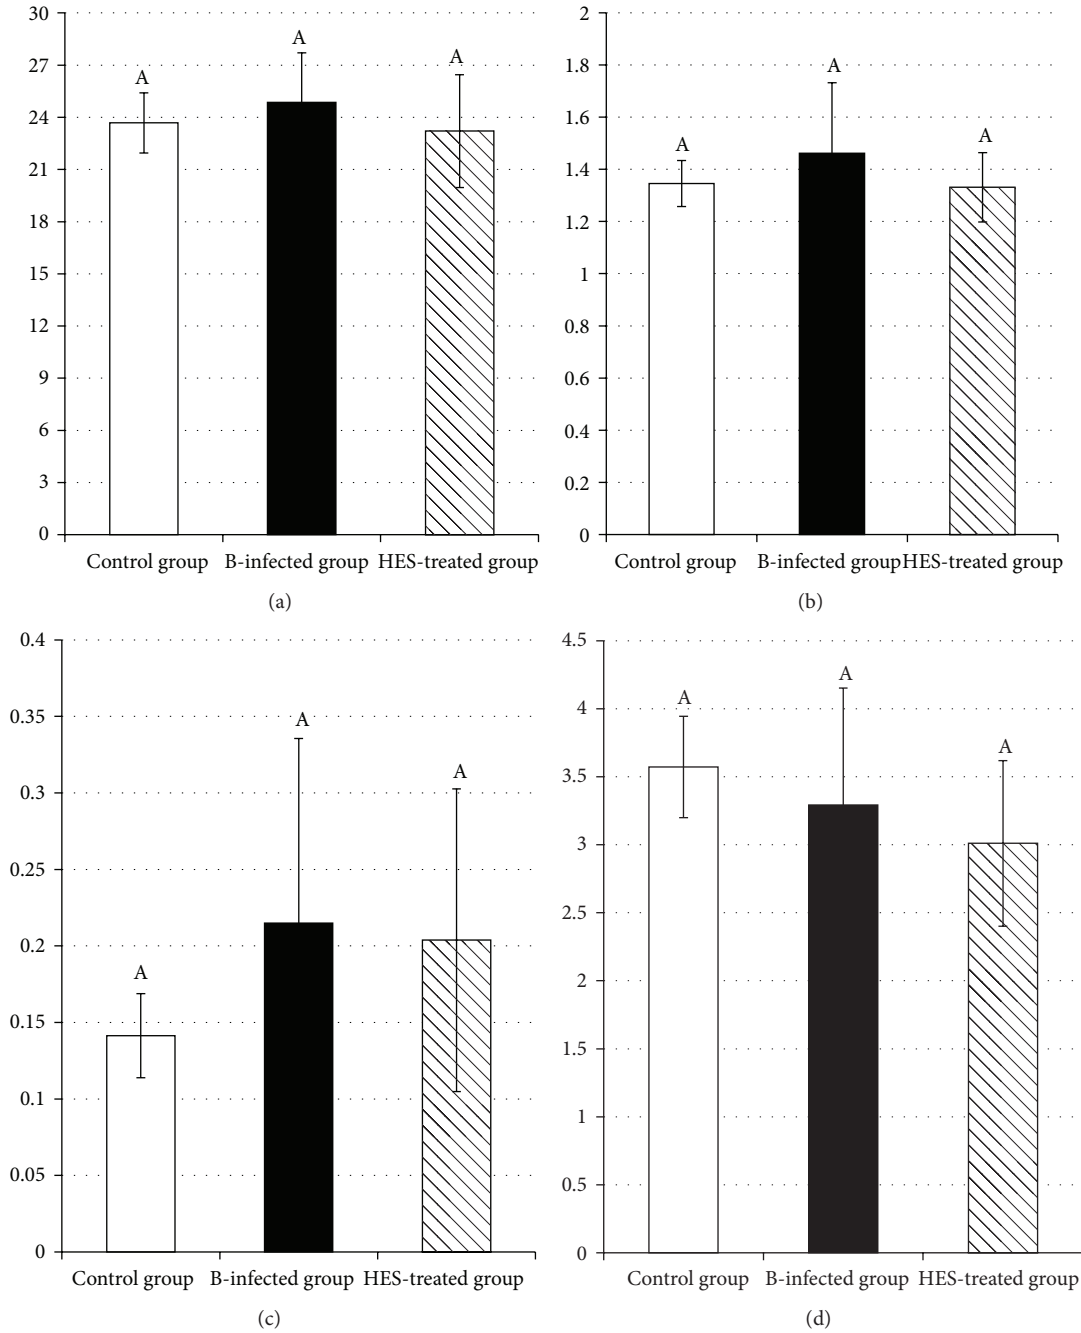 30
27
24
21
18
15
12
9
6
3
0
A
A
A
Control group
B-infected group
HES-treated group
(a)
2
1.8
1.6
1.4
1.2
1
0.8
0.6
0.4
0.2
0
A
A
A
Control group
B-infected group
HES-treated group
(b)
0.4
0.35
0.3
0.25
0.2
0.15
0.1
0.05
0
A
A
A
Control group
B-infected group
HES-treated group
(c)
4.5
4
3.5
3
2.5
2
1.5
1
0.5
0
A
A
A
Control group
B-infected group
HES-treated group
(d)